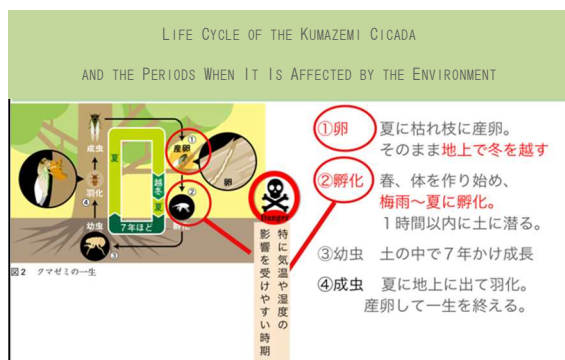 LIFE CYCLE OF THE KUMAZEMI CICADA
AND THE PERIODS WHEN IT IS AFFECTED BY THE ENVIRONMENT
成虫
夏
①
産卵
卵
羽化
④
越冬
②
夏
孵化
幼虫
7年ほど
③
図2 クマゼミの一生
Danger
特に気温や湿度の
影響を受けやすい時期
①卵 夏に枯れ枝に産卵。
そのまま地上で冬を越す
②孵化 春、体を作り始め、
梅雨~夏に孵化。
1時間以内に土に潜る。
③幼虫 土の中で7年かけ成長
④成虫 夏に地上に出て羽化。
産卵して一生を終える。